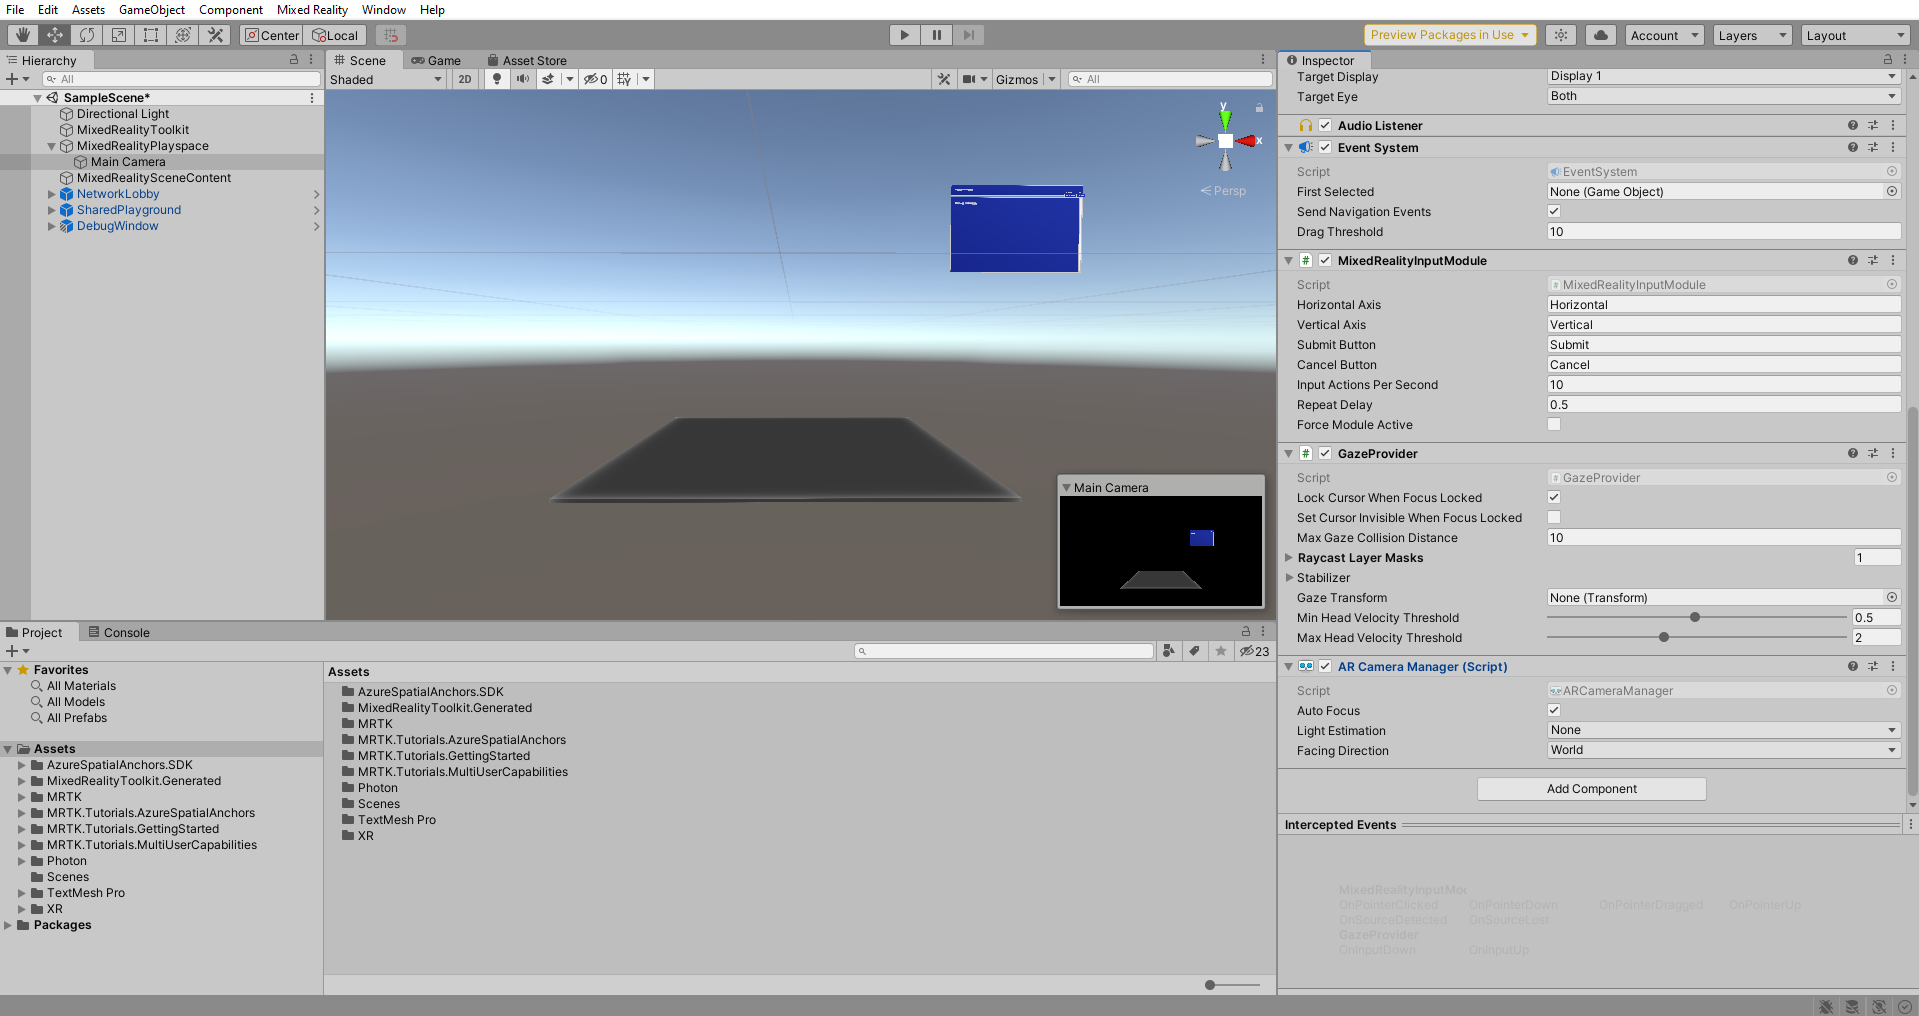 File Edit Assets GameObject Component Mixed Reality Window Help
Center Local
Preview Packages in Use Account Layers Layout
Hierarchy
All
SampleScene*
Directional Light
MixedRealityToolkit
MixedRealityPlayspace
Main Camera
MixedRealitySceneContent
NetworkLobby
SharedPlayground
DebugWindow
Scene Game Asset Store
Shaded 2D 0 Gizmos All
y
x
Persp
Main Camera
Project Console
23
Favorites
All Materials
All Models
All Prefabs
Assets
AzureSpatialAnchors.SDK
MixedRealityToolkit.Generated
MRTK
MRTK.Tutorials.AzureSpatialAnchors
MRTK.Tutorials.GettingStarted
MRTK.Tutorials.MultiUserCapabilities
Photon
Scenes
TextMesh Pro
XR
Packages
Assets
AzureSpatialAnchors.SDK
MixedRealityToolkit.Generated
MRTK
MRTK.Tutorials.AzureSpatialAnchors
MRTK.Tutorials.GettingStarted
MRTK.Tutorials.MultiUserCapabilities
Photon
Scenes
TextMesh Pro
XR
Inspector
Target Display Display 1
Target Eye Both
Audio Listener
Event System
Script EventSystem
First Selected None (Game Object)
Send Navigation Events
Drag Threshold 10
MixedRealityInputModule
Script MixedRealityInputModule
Horizontal Axis Horizontal
Vertical Axis Vertical
Submit Button Submit
Cancel Button Cancel
Input Actions Per Second 10
Repeat Delay 0.5
Force Module Active
GazeProvider
Script GazeProvider
Lock Cursor When Focus Locked
Set Cursor Invisible When Focus Locked
Max Gaze Collision Distance 10
Raycast Layer Masks 1
Stabilizer
Gaze Transform None (Transform)
Min Head Velocity Threshold 0.5
Max Head Velocity Threshold 2
AR Camera Manager (Script)
Script ARCameraManager
Auto Focus
Light Estimation None
Facing Direction World
Add Component
Intercepted Events
MixedRealityInputMoc
OnPointerClicked OnPointerDown OnPointerDragged OnPointerUp
OnSourceDetected OnSourceLost
GazeProvider
OnInputDown OnInputUp